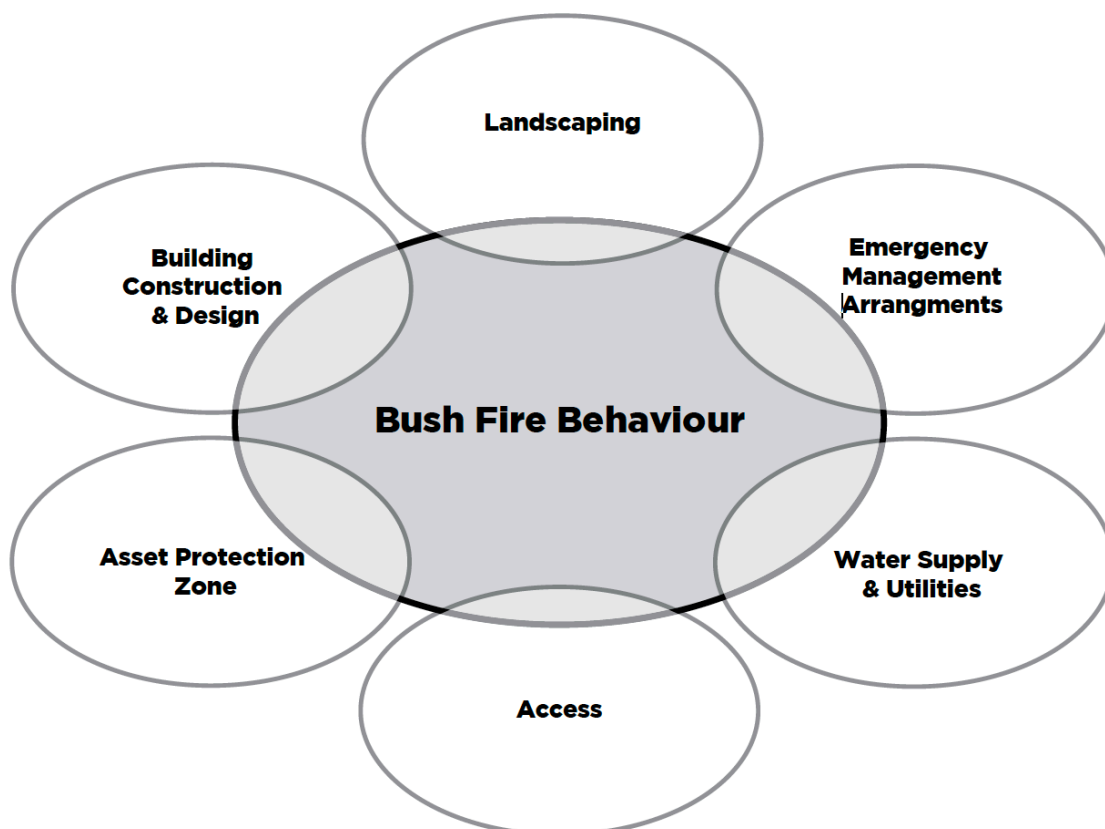 Landscaping
Building
Construction
& Design
Emergency
Management
Arrangments
Bush Fire Behaviour
Asset Protection
Zone
Water Supply
& Utilities
Access